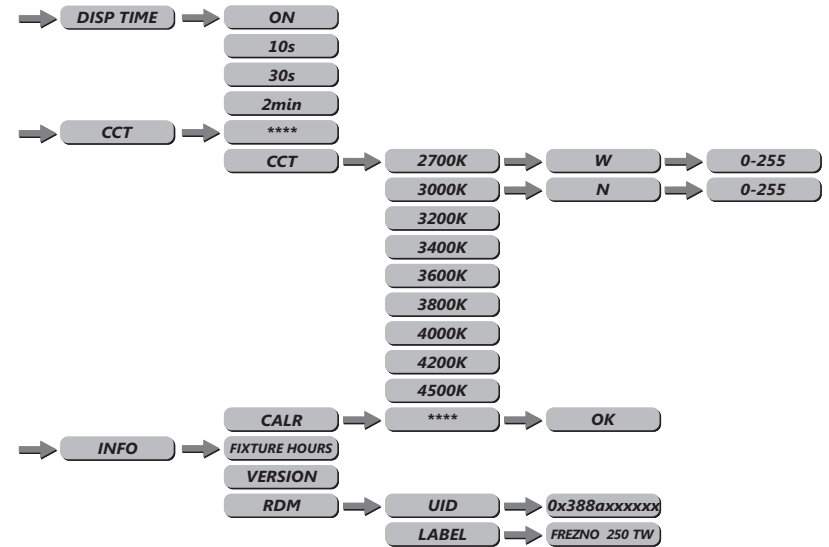 DISP TIME ON
10s
30s
2min
CCT ****
CCT 2700K W 0-255
3000K N 0-255
3200K
3400K
3600K
3800K
4000K
4200K
4500K
CALR **** OK
INFO FIXTURE HOURS
VERSION
RDM UID 0x388axxxxxx
LABEL FREZNO 250 TW